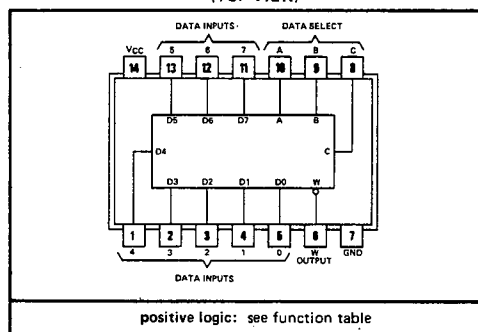 DATA INPUTS DATA SELECT
VCC 5 6 7 A B C
14 13 12 11 10 9 8
D5 D6 D7 A B
D4 C
D3 D2 D1 D0 W
1 2 3 4 5 6 7
4 3 2 1 0 W GND
OUTPUT
DATA INPUTS
positive logic: see function table